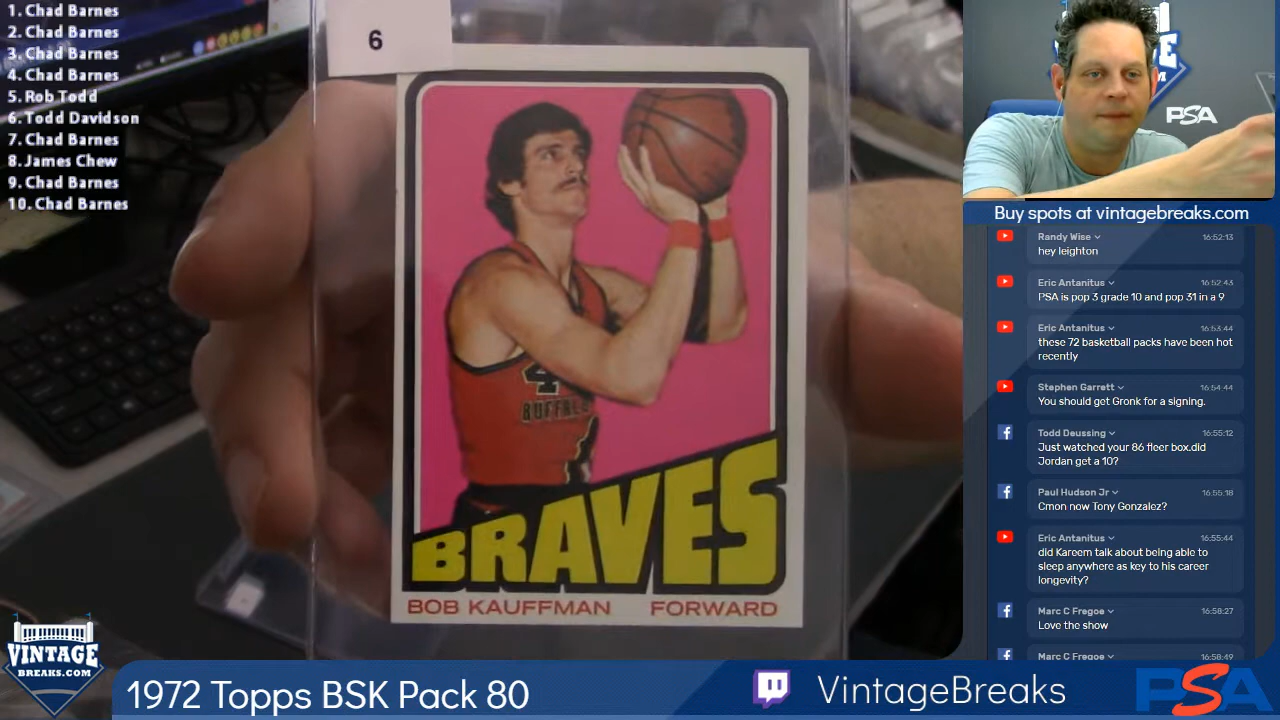 1. Chad Barnes
2. Chad Barnes
3. Chad Barnes
4. Chad Barnes
5. Rob Todd
6. Todd Davidson
7. Chad Barnes
8. James Chew
9. Chad Barnes
10. Chad Barnes
6
4
BUFFALO
BRAVES
BOB KAUFFMAN FORWARD
PSA
Buy spots at vintagebreaks.com
Randy Wise 16:52:13
hey leighton
Eric Antanitus 16:52:43
PSA is pop 3 grade 10 and pop 31 in a 9
Eric Antanitus 16:53:44
these 72 basketball packs have been hot
recently
Stephen Garrett 16:54:44
You should get Gronk for a signing.
Todd Deussing 16:55:12
Just watched your 86 fleer box.did
Jordan get a 10?
Paul Hudson Jr 16:55:18
Cmon now Tony Gonzalez?
Eric Antanitus 16:55:44
did Kareem talk about being able to
sleep anywhere as key to his career
longevity?
Marc C Fregoe 16:58:27
Love the show
Marc C Fregoe 16:58:49
VINTAGE
BREAKS.COM
1972 Topps BSK Pack 80
VintageBreaks
PSA